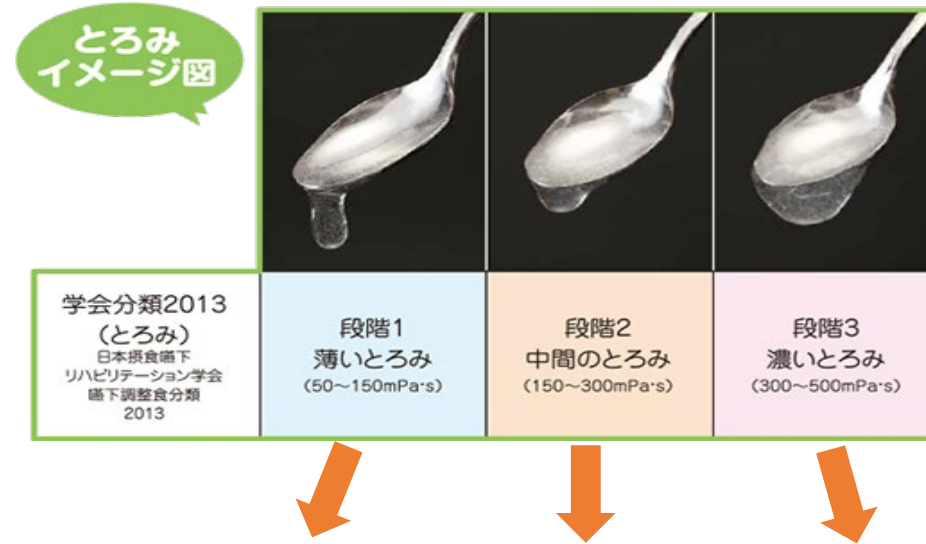 とろみ
イメージ図
学会分類2013
(とろみ)
日本摂食嚥下
リハビリテーション学会
嚥下調整食分類
2013
段階1
薄いとろみ
(50～150mPa·s)
段階2
中間のとろみ
(150～300mPa·s)
段階3
濃いとろみ
(300～500mPa·s)